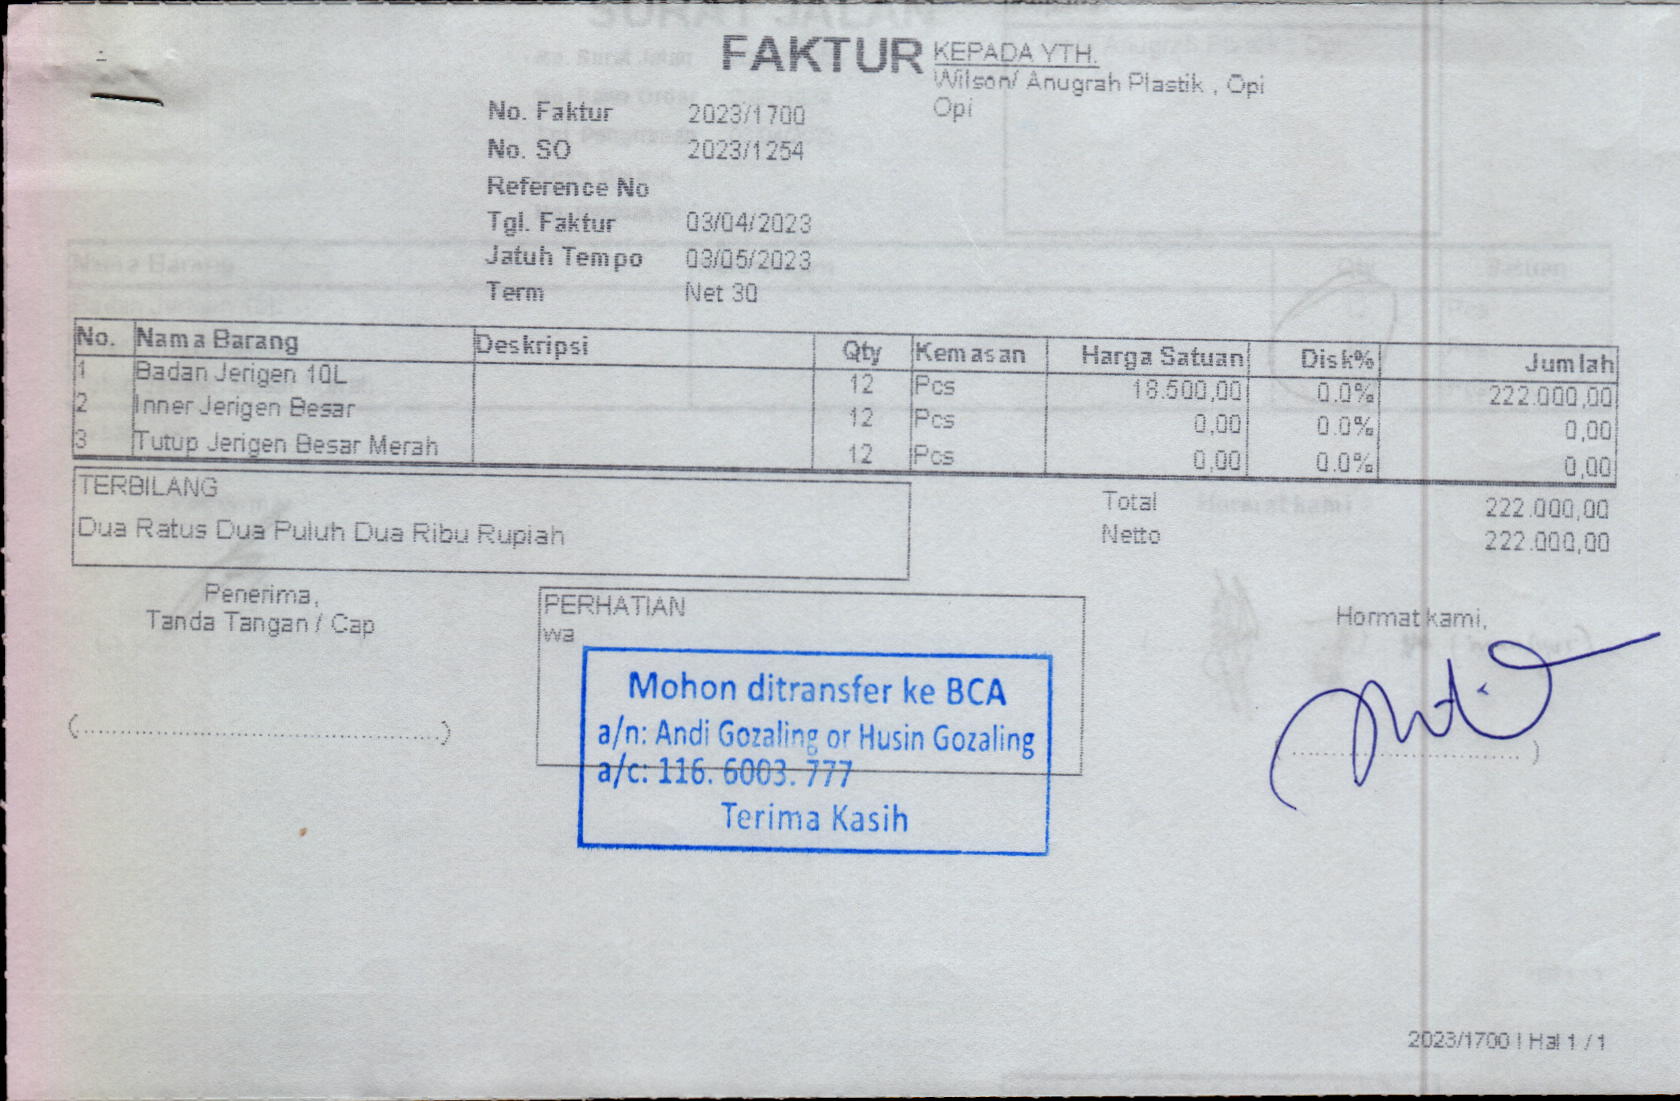 FAKTUR
KEPADA YTH.
Wilson/ Anugrah Plastik , Opi
Opi
No. Faktur 2023/1700
No. SO 2023/1254
Reference No
Tgl. Faktur 03/04/2023
Jatuh Tempo 03/05/2023
Term Net 30
No. Nama Barang Deskripsi Qty Kemasan Harga Satuan Disk% Jumlah
1 Badan Jerigen 10L 12 Pcs 18.500,00 0.0% 222.000,00
2 Inner Jerigen Besar 12 Pcs 0,00 0.0% 0,00
3 Tutup Jerigen Besar Merah 12 Pcs 0,00 0.0% 0,00
TERBILANG
Dua Ratus Dua Puluh Dua Ribu Rupiah
Total 222.000,00
Netto 222.000,00
Penerima,
Tanda Tangan / Cap
(........................................)
PERHATIAN
wa
Mohon ditransfer ke BCA
a/n: Andi Gozaling or Husin Gozaling
a/c: 116. 6003. 777
Terima Kasih
Hormat kami,
2023/1700 | Hal 1 / 1